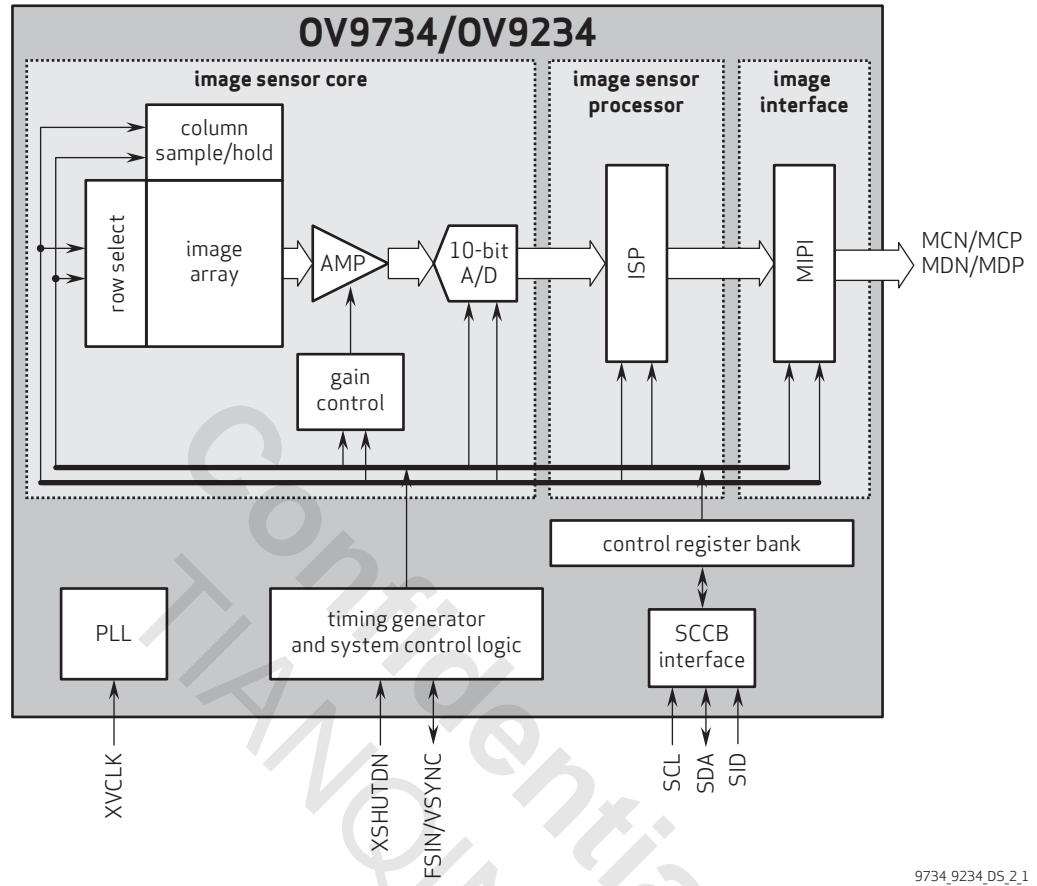 OV9734/OV9234
image sensor core
image sensor
processor
image
interface
column
sample/hold
row select
image
array
AMP
10-bit
A/D
ISP
MIPI
MCN/MCP
MDN/MDP
gain
control
control register bank
PLL
timing generator
and system control logic
SCCB
interface
XVCLK
XSHUTDN
FSIN/VSYNC
SCL
SDA
SID
Confidentia
TIANQI
9734_9234_DS_2_1